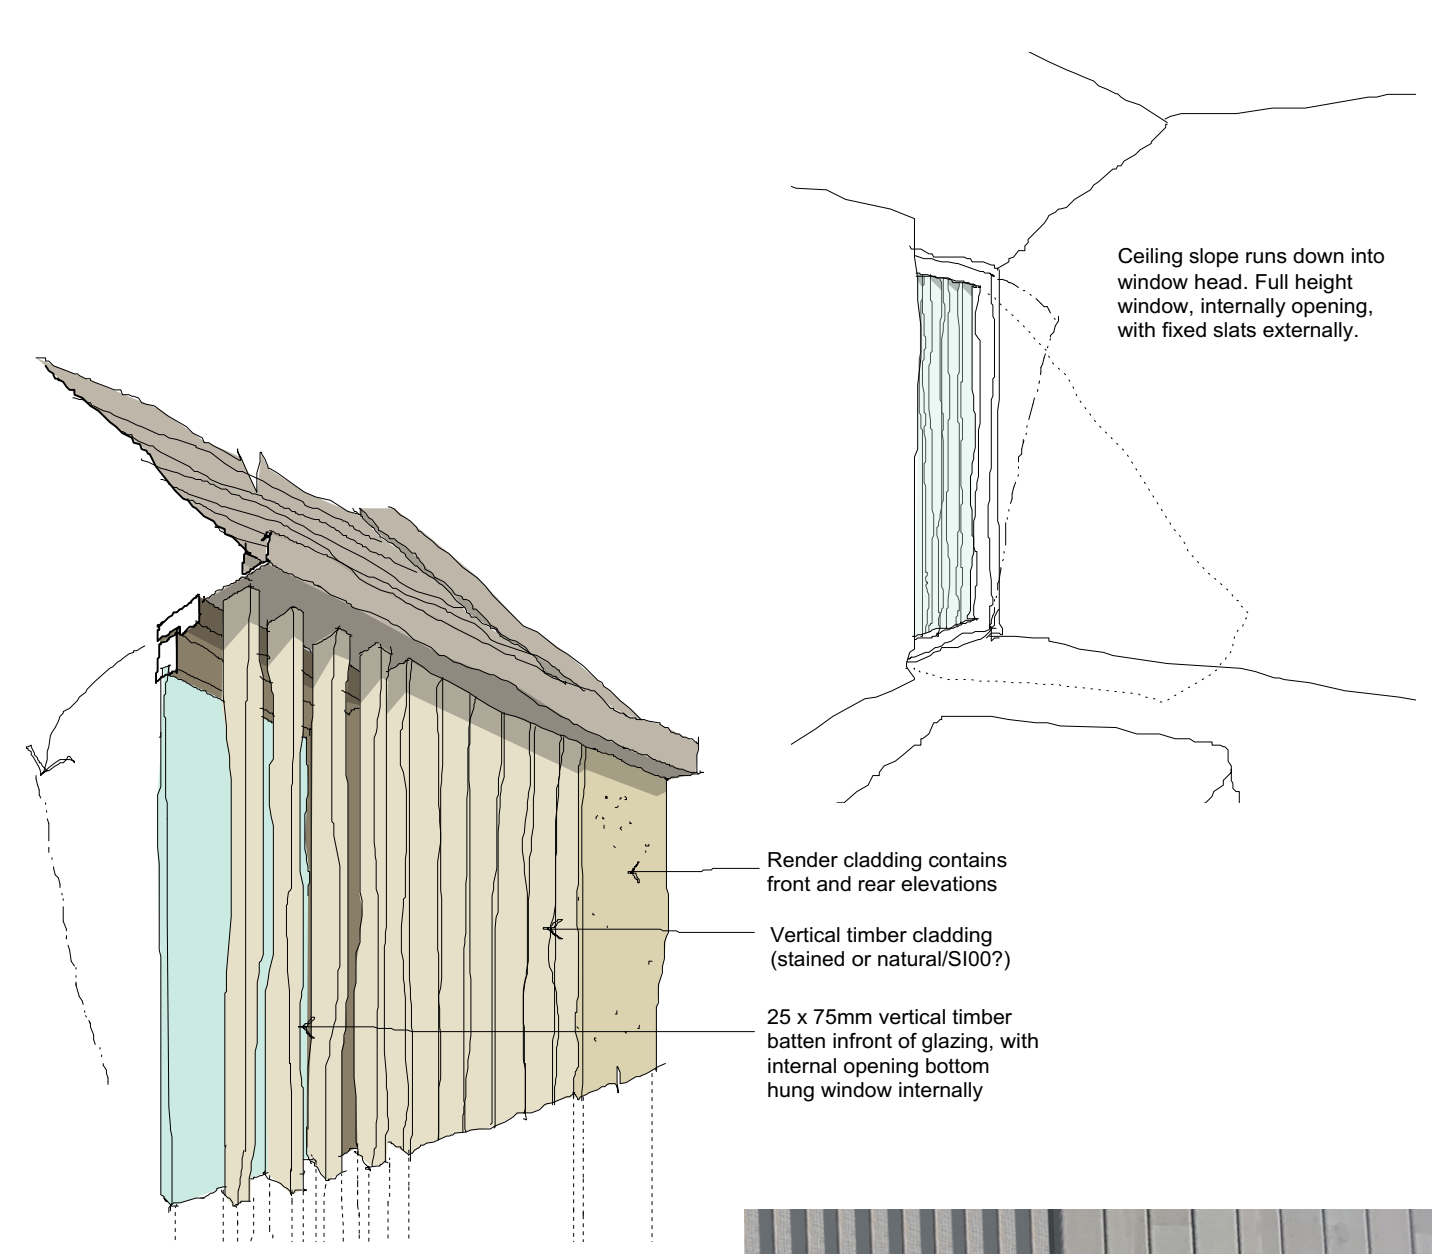 Ceiling slope runs down into
window head. Full height
window, internally opening,
with fixed slats externally.
Render cladding contains
front and rear elevations
Vertical timber cladding
(stained or natural/SI00?)
25 x 75mm vertical timber
batten infront of glazing, with
internal opening bottom
hung window internally